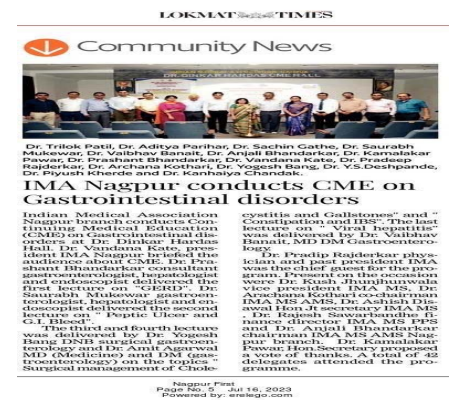 LOKMAT TIMES
Community News
DR. DINKAR HARDAS CME HALL
Dr. Trilok Patil, Dr. Aditya Parihar, Dr. Sachin Gathe, Dr. Saurabh
Mukewar, Dr. Vaibhav Banait, Dr. Anjali Bhandarkar, Dr. Kamalakar
Pawar, Dr. Prashant Bhandarkar, Dr. Vandana Kate, Dr. Pradeep
Rajderkar, Dr. Archana Kothari, Dr. Yogesh Bang, Dr. Y.S.Deshpande,
Dr. Piyush Kherde and Dr. Kanhaiya Chandak.
IMA Nagpur conducts CME on
Gastrointestinal disorders
Indian Medical Association
Nagpur branch conducts Con-
tinuing Medical Education
(CME) on Gastrointestinal dis-
orders at Dr. Dinkar Hardas
Hall. Dr. Vandana Kate, pres-
ident IMA Nagpur briefed the
audience about CME. Dr. Pra-
shant Bhandarkar consultant
gastroenterologist, hepatologist
and endoscopist delivered the
first lecture on "GERD". Dr.
Saurabh Mukewar gastroen-
terologist, hepatologist and en-
doscopist delivered the second
lecture on " Peptic Ulcer and
G.I.Bleed".
The third and fourth lecture
was delivered by Dr. Yogesh
Bang DNB surgical gastroen-
terology and Dr. Amit Agarwal
MD (Medicine) and DM (gas-
troenterology) on the topics "
Surgical management of Chole-
cystitis and Gallstones" and "
Constipation and IBS". The last
lecture on " Viral hepatitis"
was delivered by Dr. Vaibhav
Banait, MD DM Gastroentero-
logy.
Dr. Pradip Rajderkar phys-
ician and past president IMA
was the chief guest for the pro-
gram. Present on the occasion
were Dr. Kush Jhunjhunwala
vice president IMA MS, Dr.
Arachana Kothari co-chairman
IMA MS AMS, Dr. Ashish Dis-
awal Hon.Jt secretary IMA MS
, Dr. Rajesh Sawarbandhe fi-
nance director IMA MS PPS
and Dr. Anjali Bhandarkar
chairman IMA MS AMS Nag-
pur branch. Dr. Kamalakar
Pawar, Hon.Secretary proposed
a vote of thanks. A total of 42
delegates attended the pro-
gramme.
Nagpur First
Page No. 5 Jul 16, 2023
Powered by: erelego.com